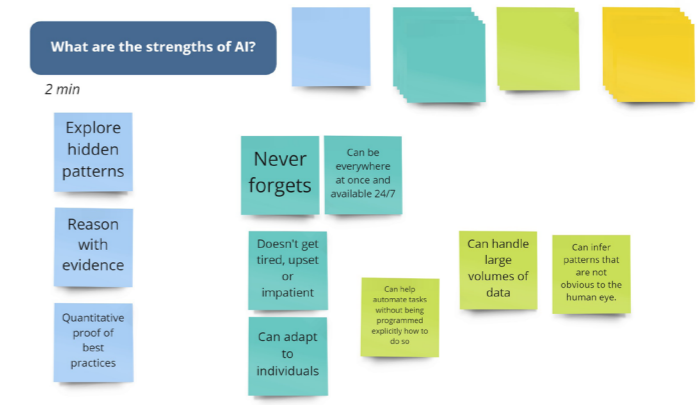 What are the strengths of AI?
2 min
Explore
hidden
patterns
Reason
with
evidence
Quantitative
proof of
best
practices
Never
forgets
Can be
everywhere
at once and
available 24/7
Doesn't get
tired, upset
or
impatient
Can adapt
to
individuals
Can help
automate tasks
without being
programmed
explicitly how to
do so
Can handle
large
volumes of
data
Can infer
patterns that
are not
obvious to the
human eye.